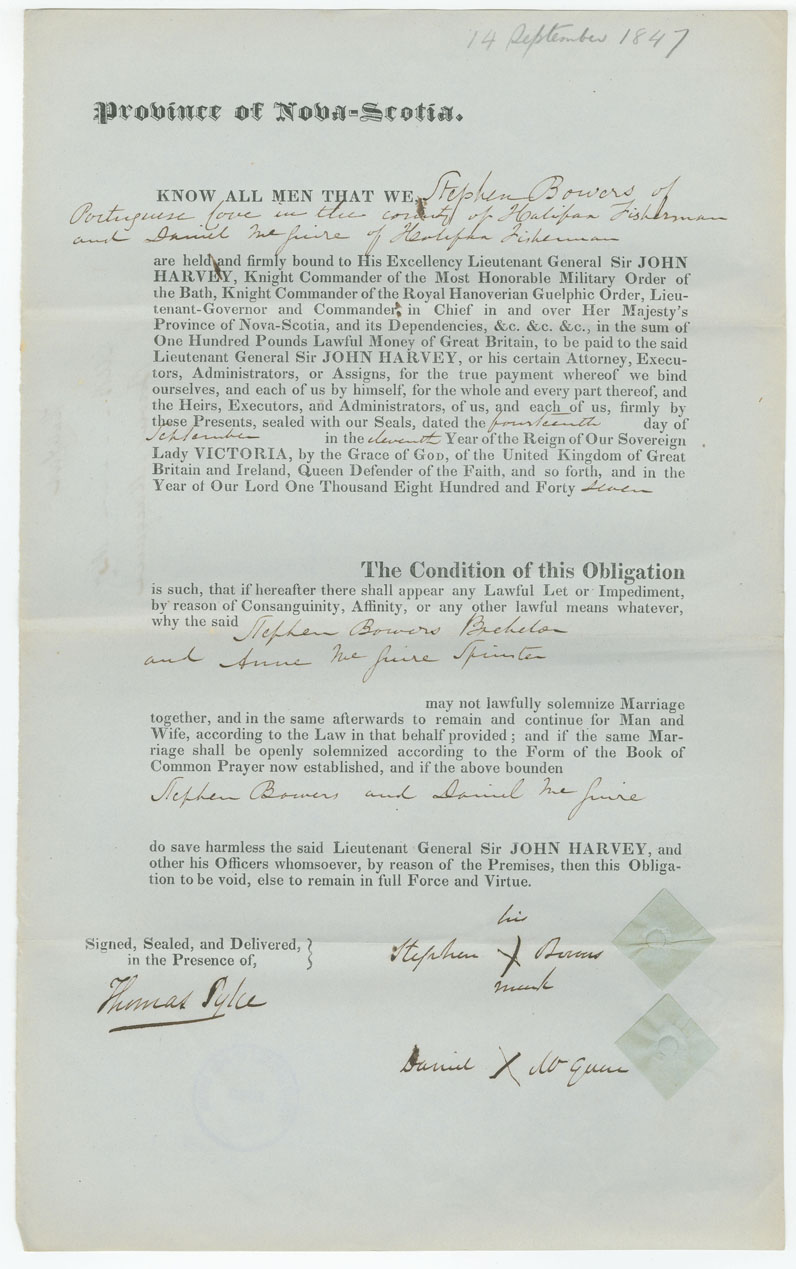 14 September 1847
Province of Nova-Scotia.
KNOW ALL MEN THAT WE, Stephen Bowers of
Portuguese Cove in the county of Halifax Fisherman
and Daniel McGuire of Halifax Fisherman
are held and firmly bound to His Excellency Lieutenant General Sir JOHN
HARVEY, Knight Commander of the Most Honorable Military Order of
the Bath, Knight Commander of the Royal Hanoverian Guelphic Order, Lieu-
tenant-Governor and Commander in Chief in and over Her Majesty's
Province of Nova-Scotia, and its Dependencies, &c. &c. &c., in the sum of
One Hundred Pounds Lawful Money of Great Britain, to be paid to the said
Lieutenant General Sir JOHN HARVEY, or his certain Attorney, Execu-
tors, Administrators, or Assigns, for the true payment whereof we bind
ourselves, and each of us by himself, for the whole and every part thereof, and
the Heirs, Executors, and Administrators, of us, and each of us, firmly by
these Presents, sealed with our Seals, dated the fourteenth day of
September in the eleventh Year of the Reign of Our Sovereign
Lady VICTORIA, by the Grace of GOD, of the United Kingdom of Great
Britain and Ireland, Queen Defender of the Faith, and so forth, and in the
Year of Our Lord One Thousand Eight Hundred and Forty seven
The Condition of this Obligation
is such, that if hereafter there shall appear any Lawful Let or Impediment,
by reason of Consanguinity, Affinity, or any other lawful means whatever,
why the said Stephen Bowers Bachelor
and Anne McGuire Spinster
may not lawfully solemnize Marriage
together, and in the same afterwards to remain and continue for Man and
Wife, according to the Law in that behalf provided; and if the same Mar-
riage shall be openly solemnized according to the Form of the Book of
Common Prayer now established, and if the above bounden
Stephen Bowers and Daniel McGuire
do save harmless the said Lieutenant General Sir JOHN HARVEY, and
other his Officers whomsoever, by reason of the Premises, then this Obliga-
tion to be void, else to remain in full Force and Virtue.
his
Signed, Sealed, and Delivered, Stephen X Bowers
in the Presence of, mark
Thomas Pyke
Daniel X McGuire